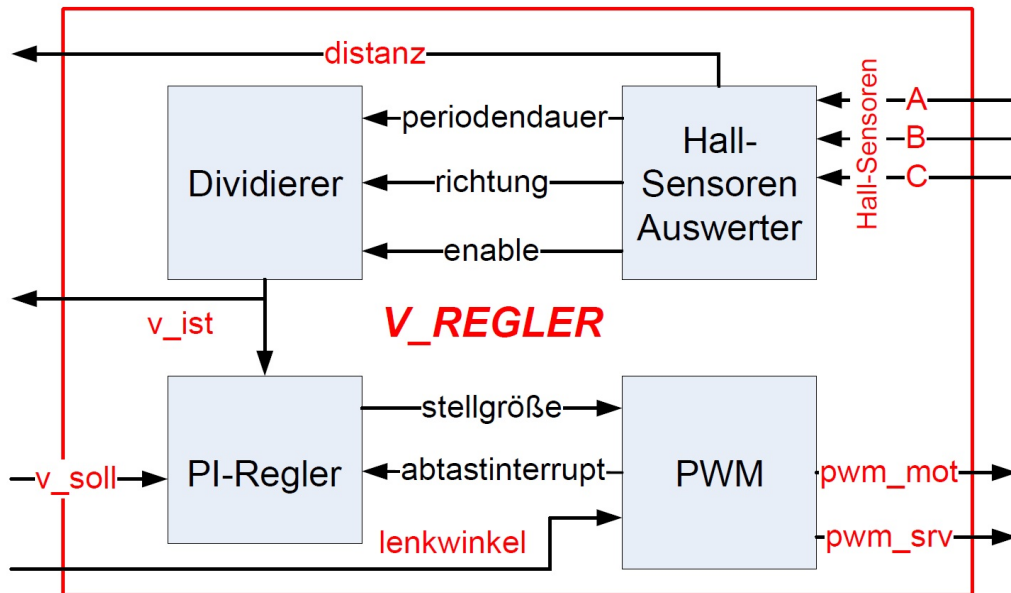 distanz
periodendauer
richtung
enable
Dividierer
Hall-
Sensoren
Auswerter
Hall-Sensoren
A
B
C
v_ist
V_REGLER
stellgröße
abtastinterrupt
v_soll
PI-Regler
PWM
pwm_mot
lenkwinkel
pwm_srv